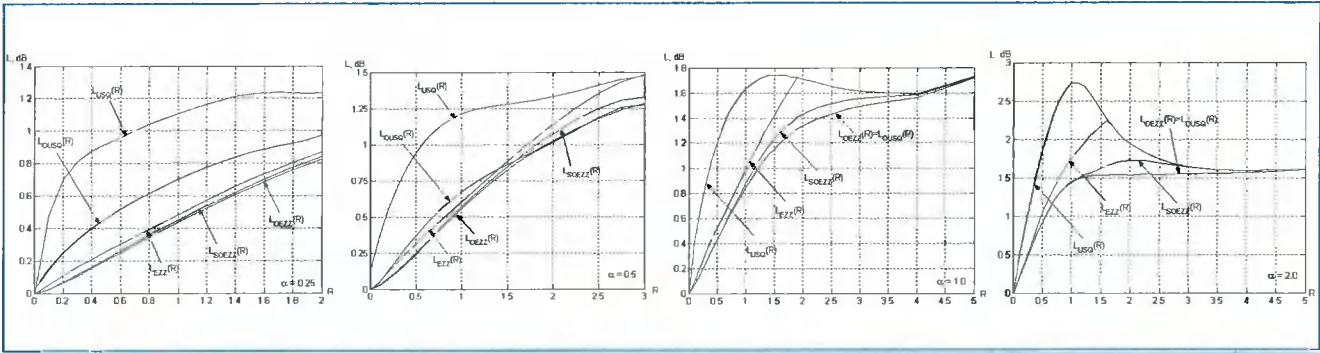 L, dB
1.4
1.2
1
0.8
0.6
0.4
0.2
0
L_USQ(R)
L_OUSQ(R)
L_OEZZ(R)
L_SOEZZ(R)
L_EZZ(R)
α = 0.25
0 0.2 0.4 0.6 0.8 1 1.2 1.4 1.6 1.8 2
R
L, dB
1.5
1.25
1
0.75
0.5
0.25
0
L_USQ(R)
L_OUSQ(R)
L_SOEZZ(R)
L_OEZZ(R)
L_EZZ(R)
α = 0.5
0 0.5 1 1.5 2 2.5 3
R
L, dB
1.8
1.6
1.4
1.2
1
0.8
0.6
0.4
0.2
0
L_OEZZ(R)=L_OUSQ(R)
L_SOEZZ(R)
L_EZZ(R)
L_USQ(R)
α = 1.0
0 0.5 1 1.5 2 2.5 3 3.5 4 4.5 5
R
L, dB
3
2.5
2
1.5
1
0.5
0
L_OEZZ(R)=L_OUSQ(R)
L_EZZ(R)
L_SOEZZ(R)
L_USQ(R)
α = 2.0
0 0.5 1 1.5 2 2.5 3 3.5 4 4.5 5
R